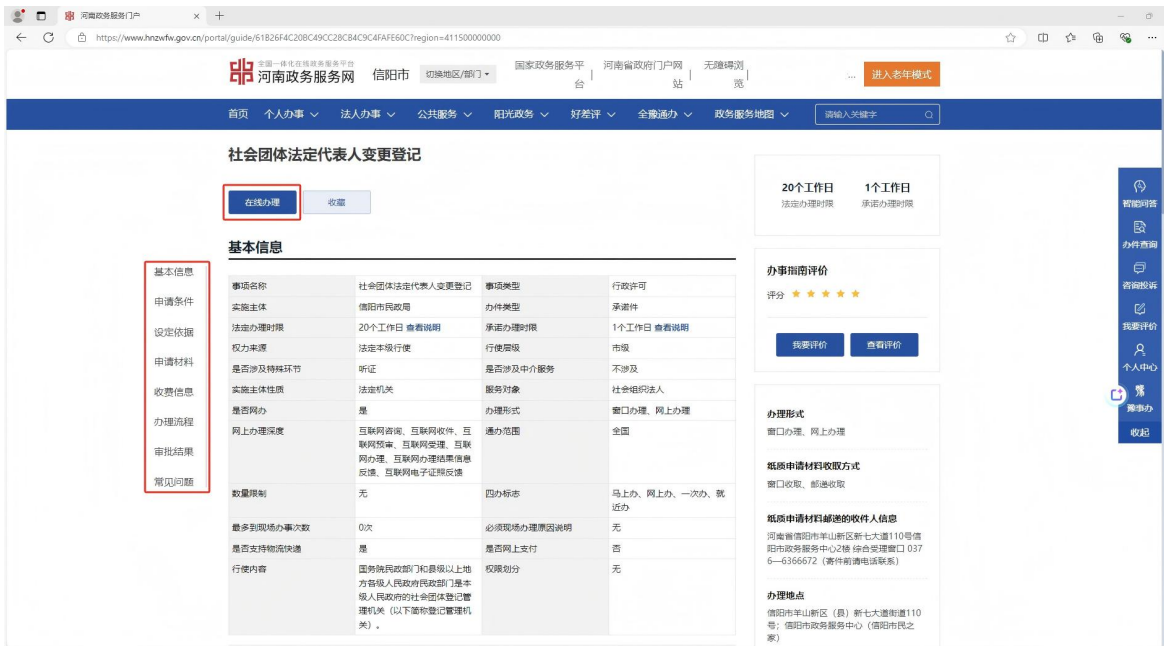 河南政务服务门户
https://www.hnzwfw.gov.cn/portal/guide/61B26F4C20BC49CC28CB4C9C4FAFE60C?region=411500000000
全国一体化在线政务服务平台
河南政务服务网
信阳市
切换地区/部门
国家政务服务平台
河南省政府门户网站
无障碍浏览
...
进入老年模式
首页 个人办事 法人办事 公共服务 阳光政务 好差评 全豫通办 政务服务地图
请输入关键字
社会团体法定代表人变更登记
在线办理 收藏
20个工作日 1个工作日
法定办理时限 承诺办理时限
基本信息
申请条件
设定依据
申请材料
收费信息
办理流程
审批结果
常见问题
基本信息
事项名称 社会团体法定代表人变更登记 事项类型 行政许可
实施主体 信阳市民政局 办件类型 承诺件
法定办理时限 20个工作日 查看说明 承诺办理时限 1个工作日 查看说明
权力来源 法定本级行使 行使层级 市级
是否涉及特殊环节 听证 是否涉及中介服务 不涉及
实施主体性质 法定机关 服务对象 社会组织法人
是否网办 是 办理形式 窗口办理、网上办理
网上办理深度 互联网咨询、互联网收件、互 通办范围 全国
联网预审、互联网受理、互联
网办理、互联网办理结果信息
反馈、互联网电子证照反馈
数量限制 无 四办标志 马上办、网上办、一次办、就
近办
最多到现场办事次数 0次 必须现场办理原因说明 无
是否支持物流快递 是 是否网上支付 否
行使内容 国务院民政部门和县级以上地 权限划分 无
方各级人民政府民政部门是本
级人民政府的社会团体登记管
理机关（以下简称登记管理机
关）。
办事指南评价
评分
我要评价 查看评价
办理形式
窗口办理、网上办理
纸质申请材料收取方式
窗口收取、邮递收取
纸质申请材料邮递的收件人信息
河南省信阳市羊山新区新七大道110号信
阳市政务服务中心2楼 综合受理窗口 037
6—6366672（寄件前请电话联系）
办理地点
信阳市羊山新区（县）新七大道街道110
号；信阳市政务服务中心（信阳市民之
家）
智能问答
办件查询
咨询投诉
我要评价
个人中心
豫事办
收起